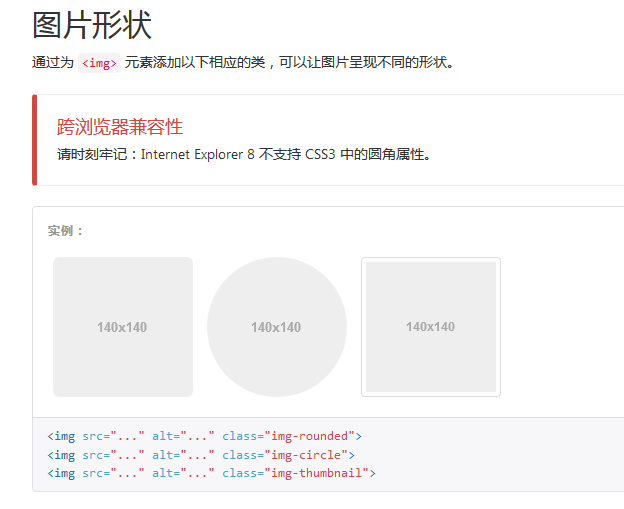 图片形状
通过为 <img> 元素添加以下相应的类，可以让图片呈现不同的形状。
跨浏览器兼容性
请时刻牢记：Internet Explorer 8 不支持 CSS3 中的圆角属性。
实例：
140x140 140x140 140x140
<img src="..." alt="..." class="img-rounded">
<img src="..." alt="..." class="img-circle">
<img src="..." alt="..." class="img-thumbnail">